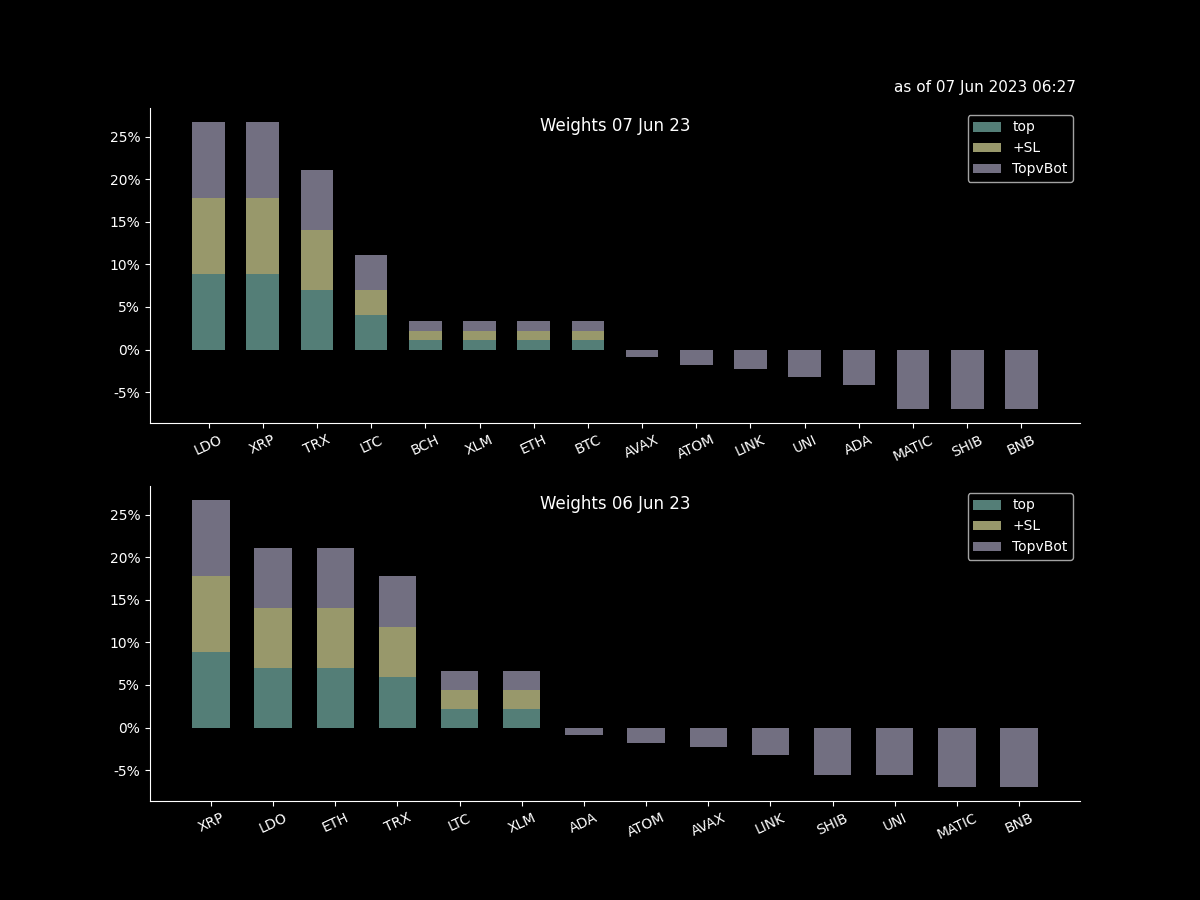 as of 07 Jun 2023 06:27
Weights 07 Jun 23
top
+SL
TopvBot
25%
20%
15%
10%
5%
0%
-5%
LDO XRP TRX LTC BCH XLM ETH BTC AVAX ATOM LINK UNI ADA MATIC SHIB BNB
Weights 06 Jun 23
top
+SL
TopvBot
25%
20%
15%
10%
5%
0%
-5%
XRP LDO ETH TRX LTC XLM ADA ATOM AVAX LINK SHIB UNI MATIC BNB